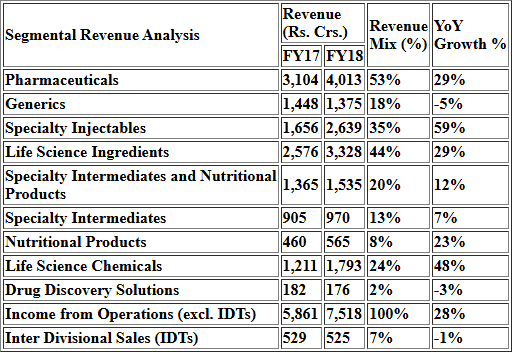 Segmental Revenue Analysis
Revenue
(Rs. Crs.)
Revenue
Mix (%)
YoY
Growth %
FY17 FY18
Pharmaceuticals 3,104 4,013 53% 29%
Generics 1,448 1,375 18% -5%
Specialty Injectables 1,656 2,639 35% 59%
Life Science Ingredients 2,576 3,328 44% 29%
Specialty Intermediates and Nutritional
Products 1,365 1,535 20% 12%
Specialty Intermediates 905 970 13% 7%
Nutritional Products 460 565 8% 23%
Life Science Chemicals 1,211 1,793 24% 48%
Drug Discovery Solutions 182 176 2% -3%
Income from Operations (excl. IDTs) 5,861 7,518 100% 28%
Inter Divisional Sales (IDTs) 529 525 7% -1%